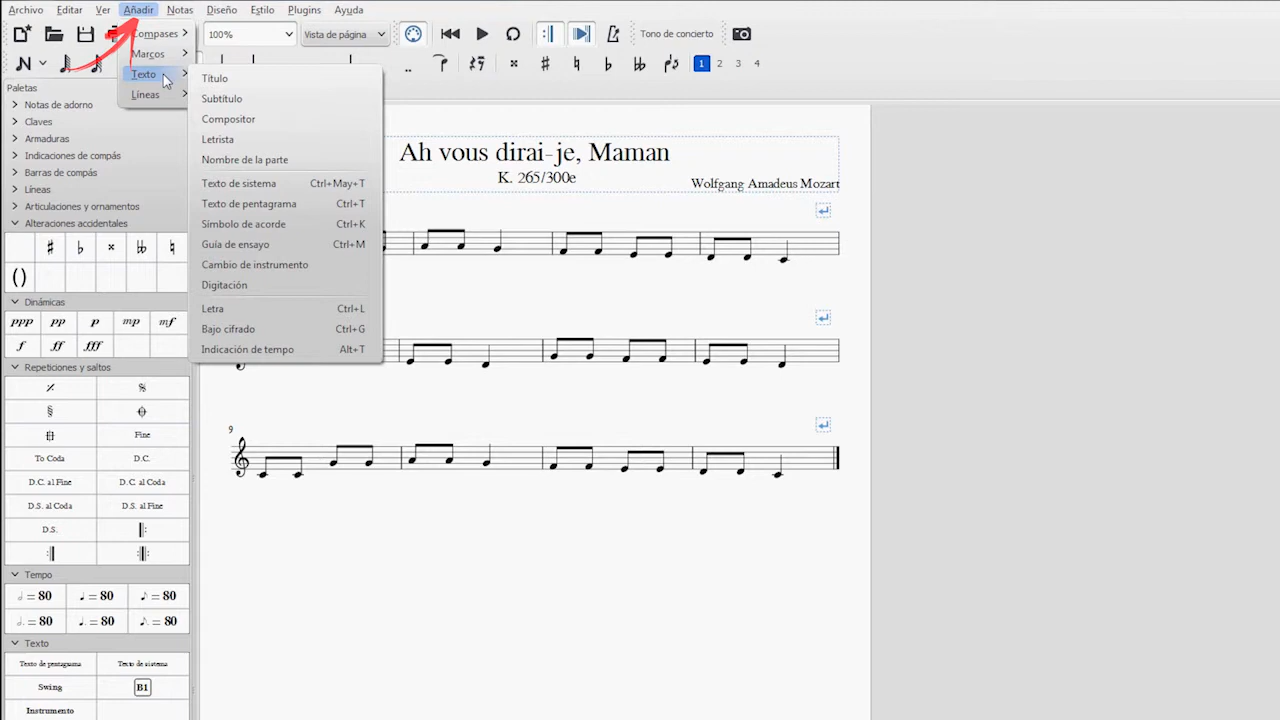 Archivo Editar Ver Añadir Notas Diseño Estilo Plugins Ayuda
Compases
100% Vista de página Tono de concierto
Marcos
1 2 3 4
Texto
Líneas
Título
Subtítulo
Compositor
Letrista
Nombre de la parte
Texto de sistema Ctrl+May+T
Texto de pentagrama Ctrl+T
Símbolo de acorde Ctrl+K
Guía de ensayo Ctrl+M
Cambio de instrumento
Digitación
Letra Ctrl+L
Bajo cifrado Ctrl+G
Indicación de tempo Alt+T
Paletas
Notas de adorno
Claves
Armaduras
Indicaciones de compás
Barras de compás
Líneas
Articulaciones y ornamentos
Alteraciones accidentales
()
Dinámicas
ppp pp p mp mf
f ff fff
Repeticiones y saltos
Fine
To Coda D.C.
D.C. al Fine D.C. al Coda
D.S. al Coda D.S. al Fine
D.S.
Tempo
= 80 = 80 = 80
= 80 = 80 = 80
Texto
Texto de pentagrama Texto de sistema
Swing B1
Instrumento
Ah vous dirai-je, Maman
K. 265/300e
Wolfgang Amadeus Mozart
9